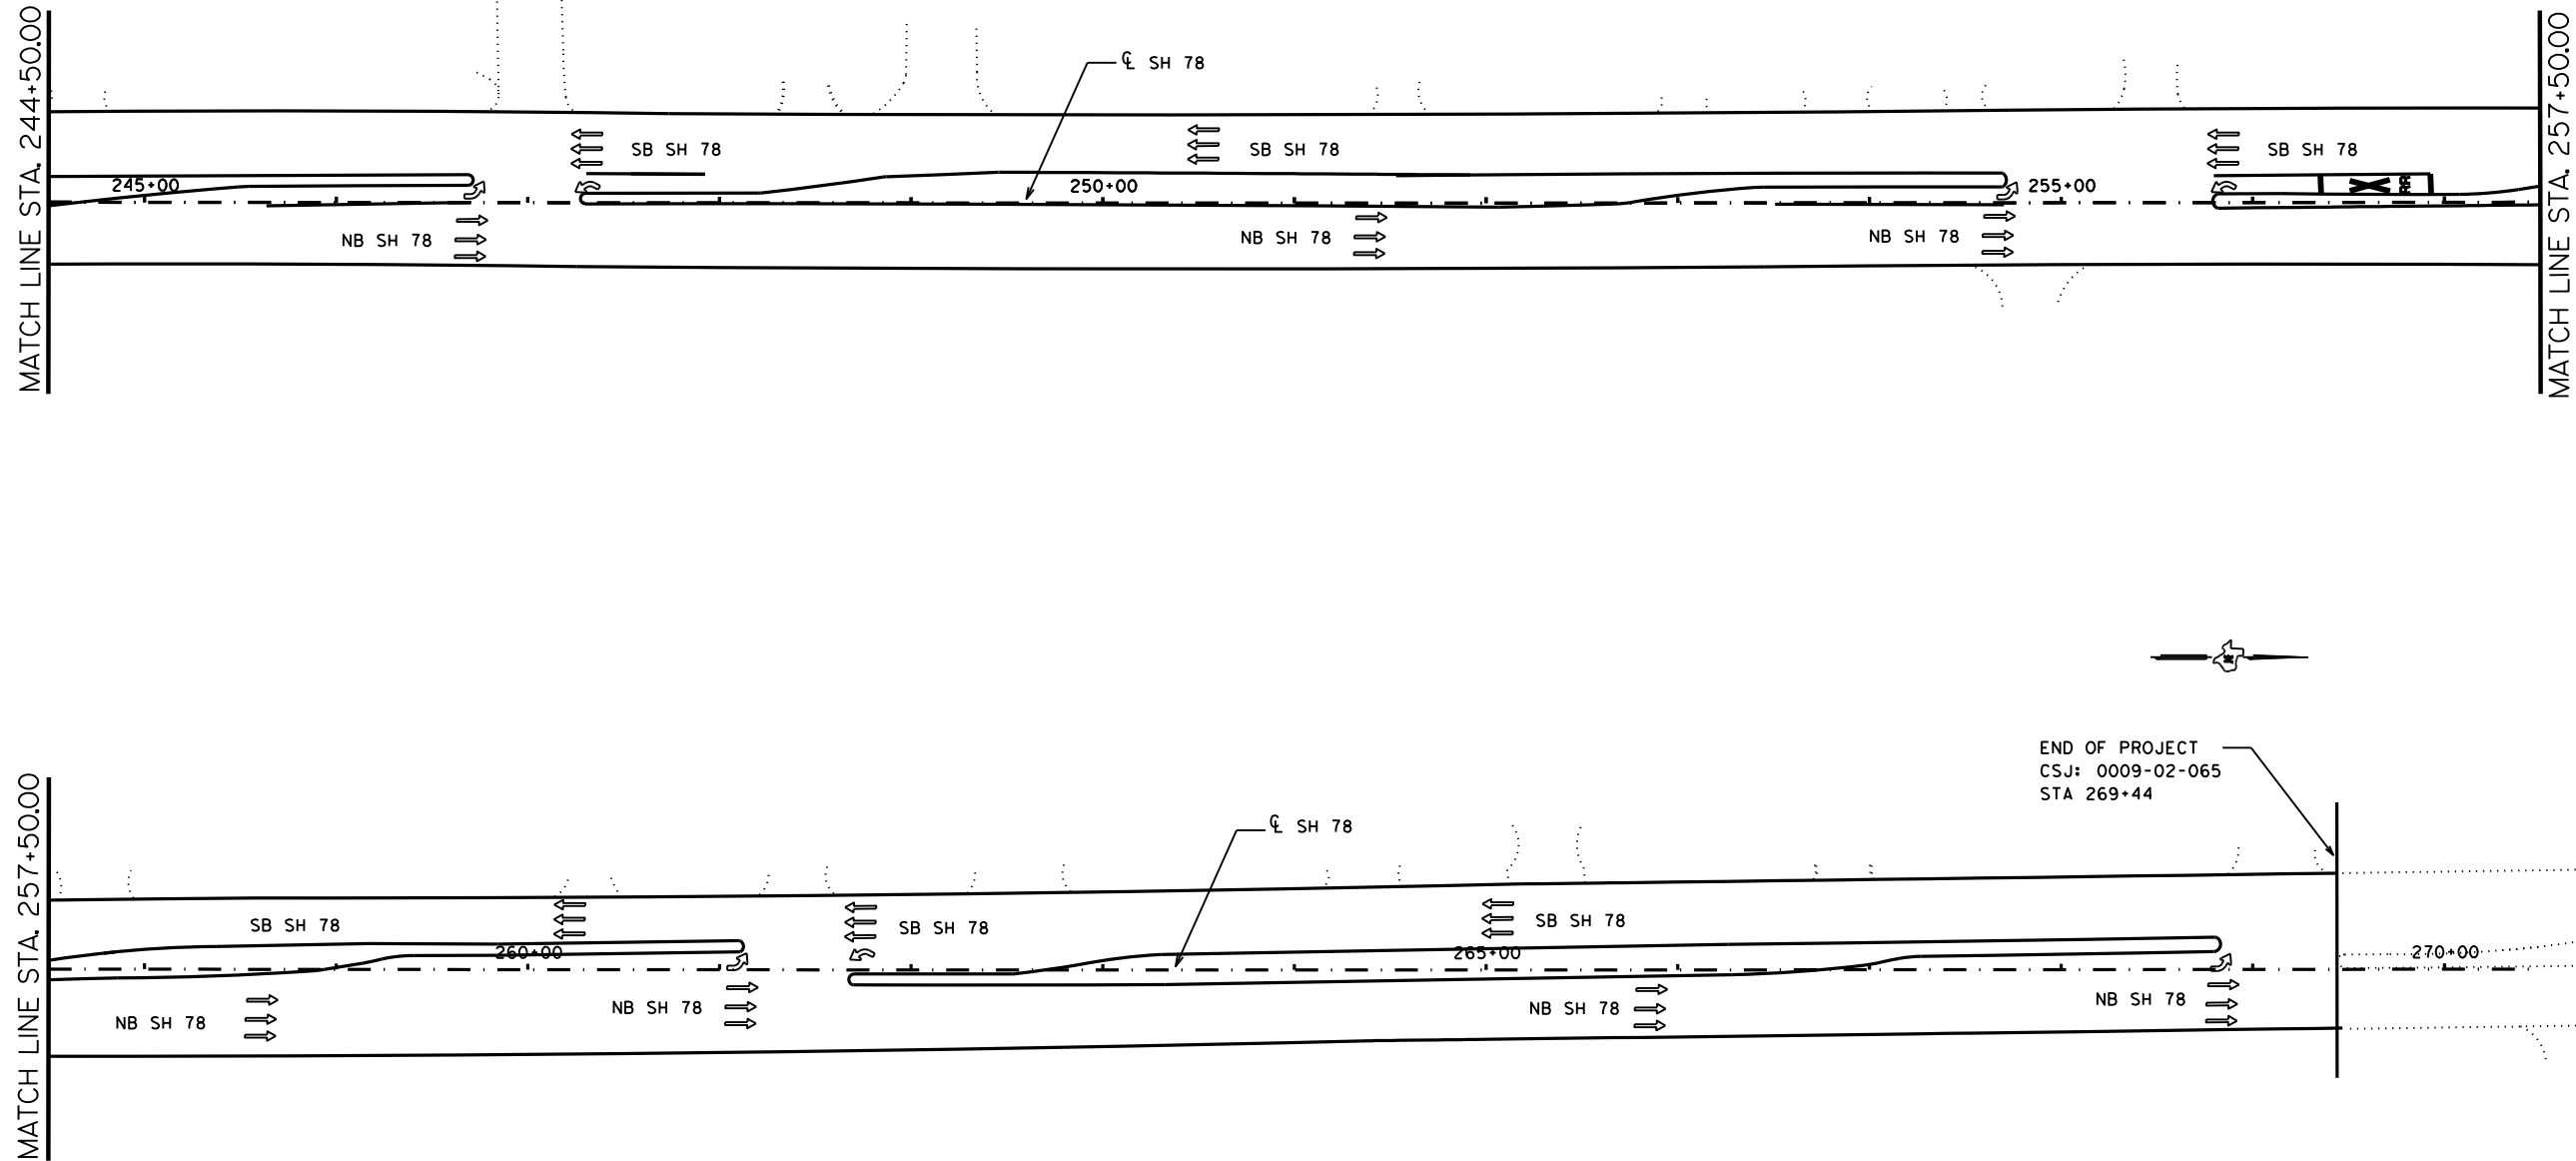 MATCH LINE STA. 244+50.00
℄ SH 78
SB SH 78
SB SH 78
SB SH 78
245+00
250+00
255+00
RR
NB SH 78
NB SH 78
NB SH 78
MATCH LINE STA. 257+50.00
END OF PROJECT
CSJ: 0009-02-065
STA 269+44
MATCH LINE STA. 257+50.00
℄ SH 78
SB SH 78
SB SH 78
SB SH 78
260+00
265+00
270+00
NB SH 78
NB SH 78
NB SH 78
NB SH 78